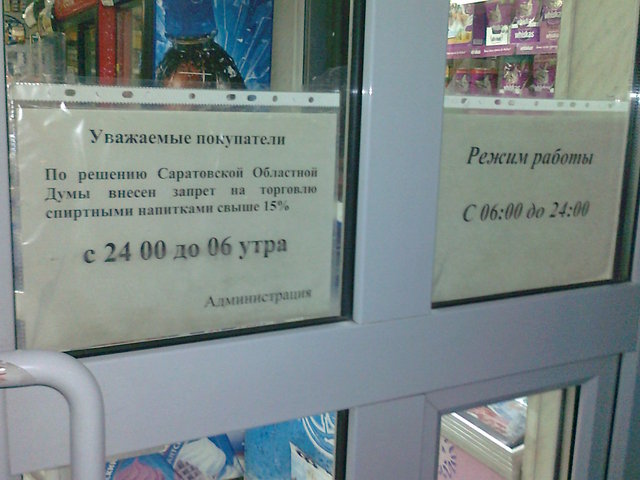 Уважаемые покупатели
По решению Саратовской Областной
Думы внесен запрет на торговлю
спиртными напитками свыше 15%
с 24 00 до 06 утра
Администрация
whiskas
Режим работы
С 06:00 до 24:00